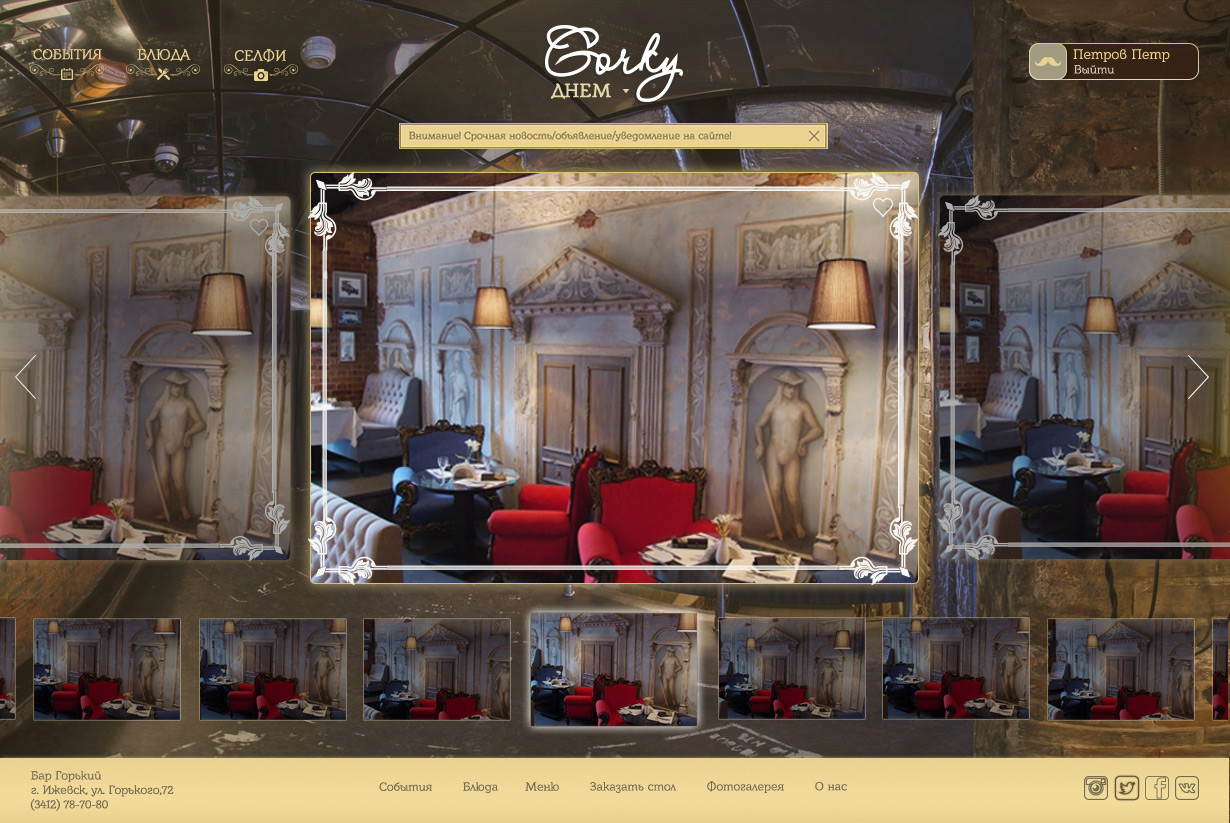 СОБЫТИЯ
БЛЮДА
СЕЛФИ
Gorky
ДНЕМ
Петров Петр
Выйти
Внимание! Срочная новость/объявление/уведомление на сайте!
Бар Горький
г. Ижевск, ул. Горького,72
(3412) 78-70-80
События
Блюда
Меню
Заказать стол
Фотогалерея
О нас